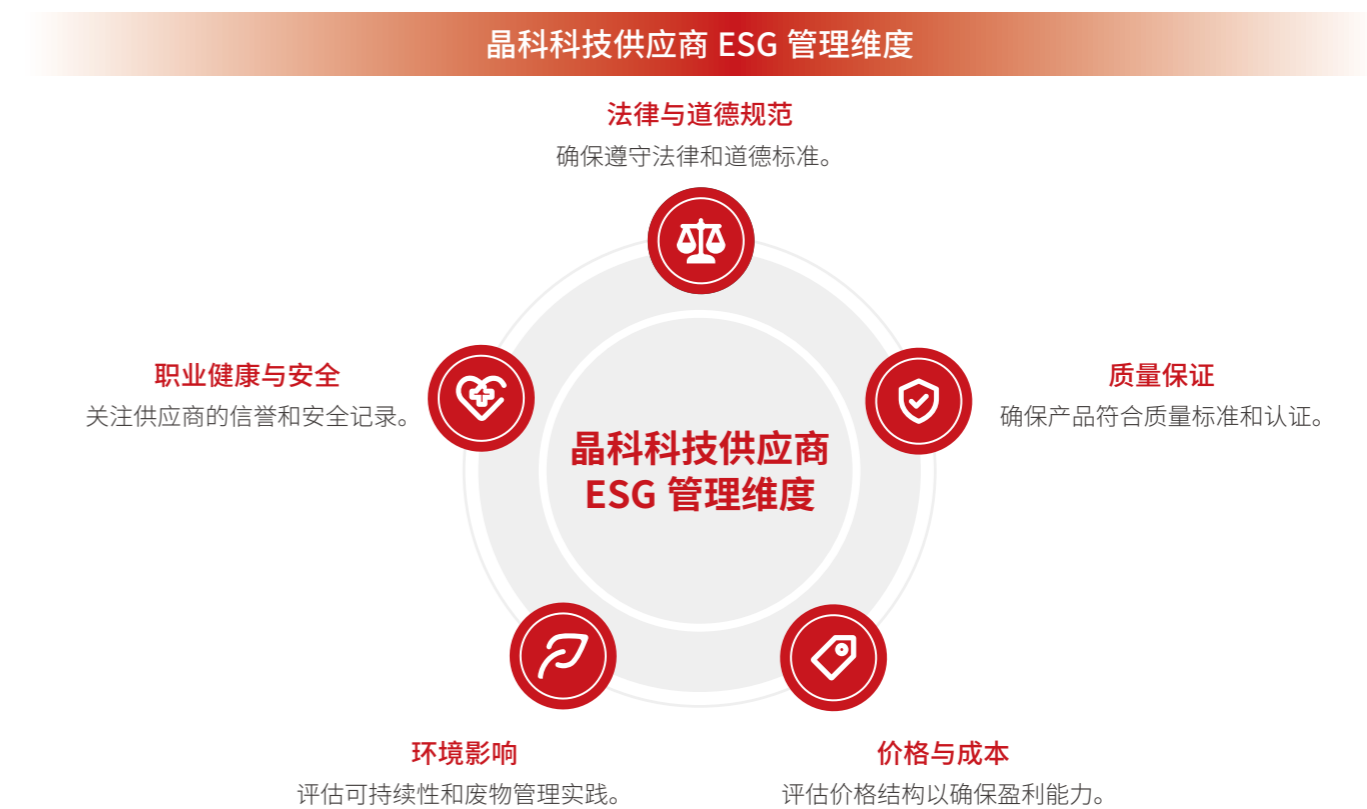 晶科科技供应商 ESG 管理维度
法律与道德规范
确保遵守法律和道德标准。
职业健康与安全
关注供应商的信誉和安全记录。
质量保证
确保产品符合质量标准和认证。
晶科科技供应商
ESG 管理维度
环境影响
评估可持续性和废物管理实践。
价格与成本
评估价格结构以确保盈利能力。